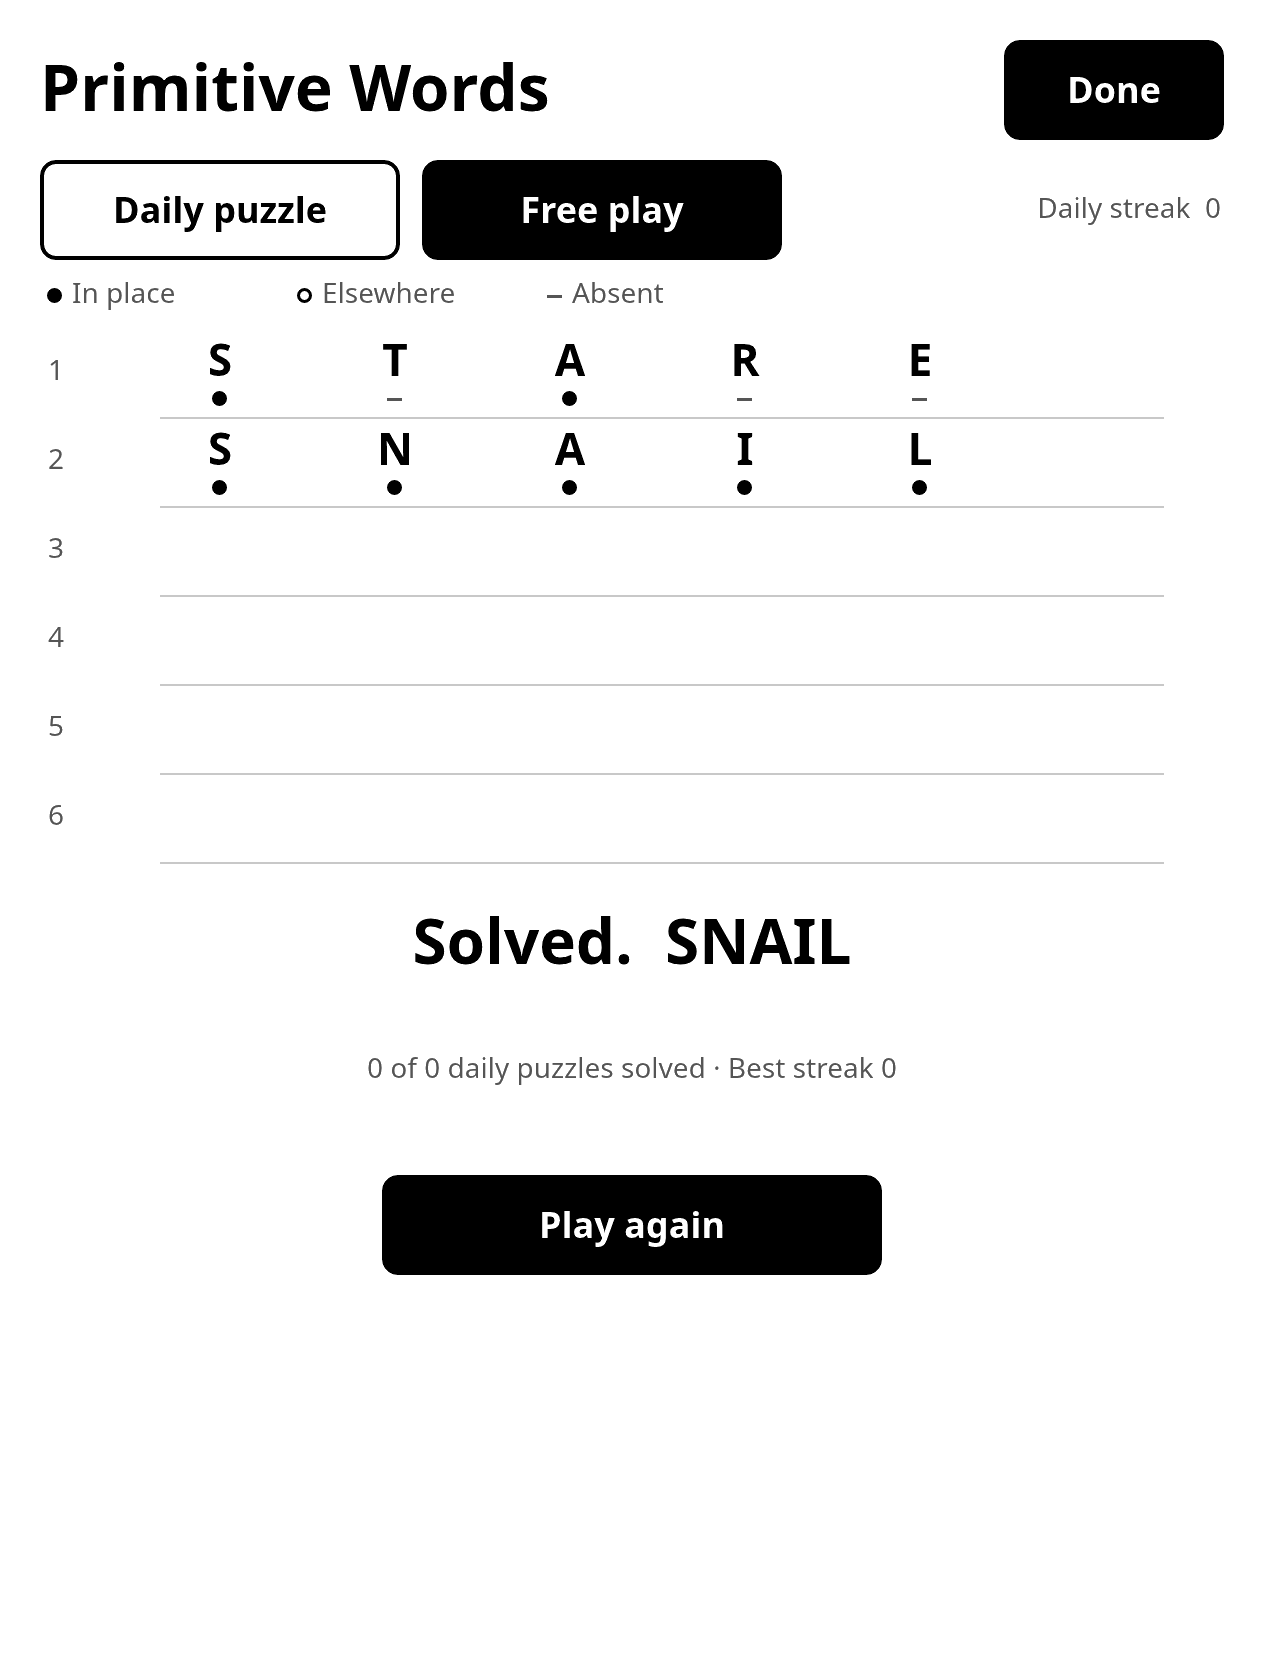 Primitive Words
Done
Daily puzzle
Free play
Daily streak 0
In place
Elsewhere
Absent
1 S T A R E
2 S N A I L
3
4
5
6
Solved. SNAIL
0 of 0 daily puzzles solved · Best streak 0
Play again